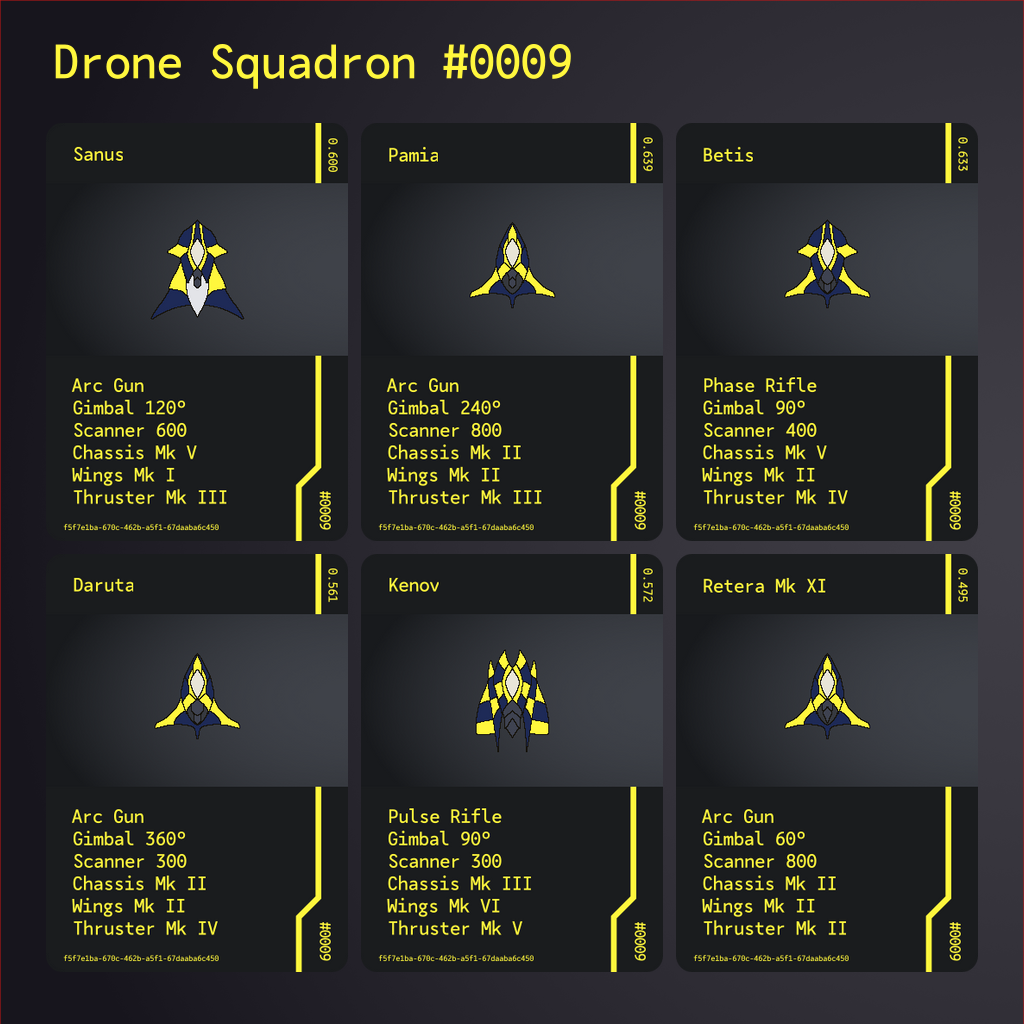 Drone Squadron #0009
Sanus
0.600
Arc Gun
Gimbal 120º
Scanner 600
Chassis Mk V
Wings Mk I
Thruster Mk III
#0009
f5f7e1ba-670c-462b-a5f1-67daaba6c450
Pamia
0.639
Arc Gun
Gimbal 240º
Scanner 800
Chassis Mk II
Wings Mk II
Thruster Mk III
#0009
f5f7e1ba-670c-462b-a5f1-67daaba6c450
Betis
0.633
Phase Rifle
Gimbal 90º
Scanner 400
Chassis Mk V
Wings Mk II
Thruster Mk IV
#0009
f5f7e1ba-670c-462b-a5f1-67daaba6c450
Daruta
0.561
Arc Gun
Gimbal 360º
Scanner 300
Chassis Mk II
Wings Mk II
Thruster Mk IV
#0009
f5f7e1ba-670c-462b-a5f1-67daaba6c450
Kenov
0.572
Pulse Rifle
Gimbal 90º
Scanner 300
Chassis Mk III
Wings Mk VI
Thruster Mk V
#0009
f5f7e1ba-670c-462b-a5f1-67daaba6c450
Retera Mk XI
0.495
Arc Gun
Gimbal 60º
Scanner 800
Chassis Mk II
Wings Mk II
Thruster Mk II
#0009
f5f7e1ba-670c-462b-a5f1-67daaba6c450